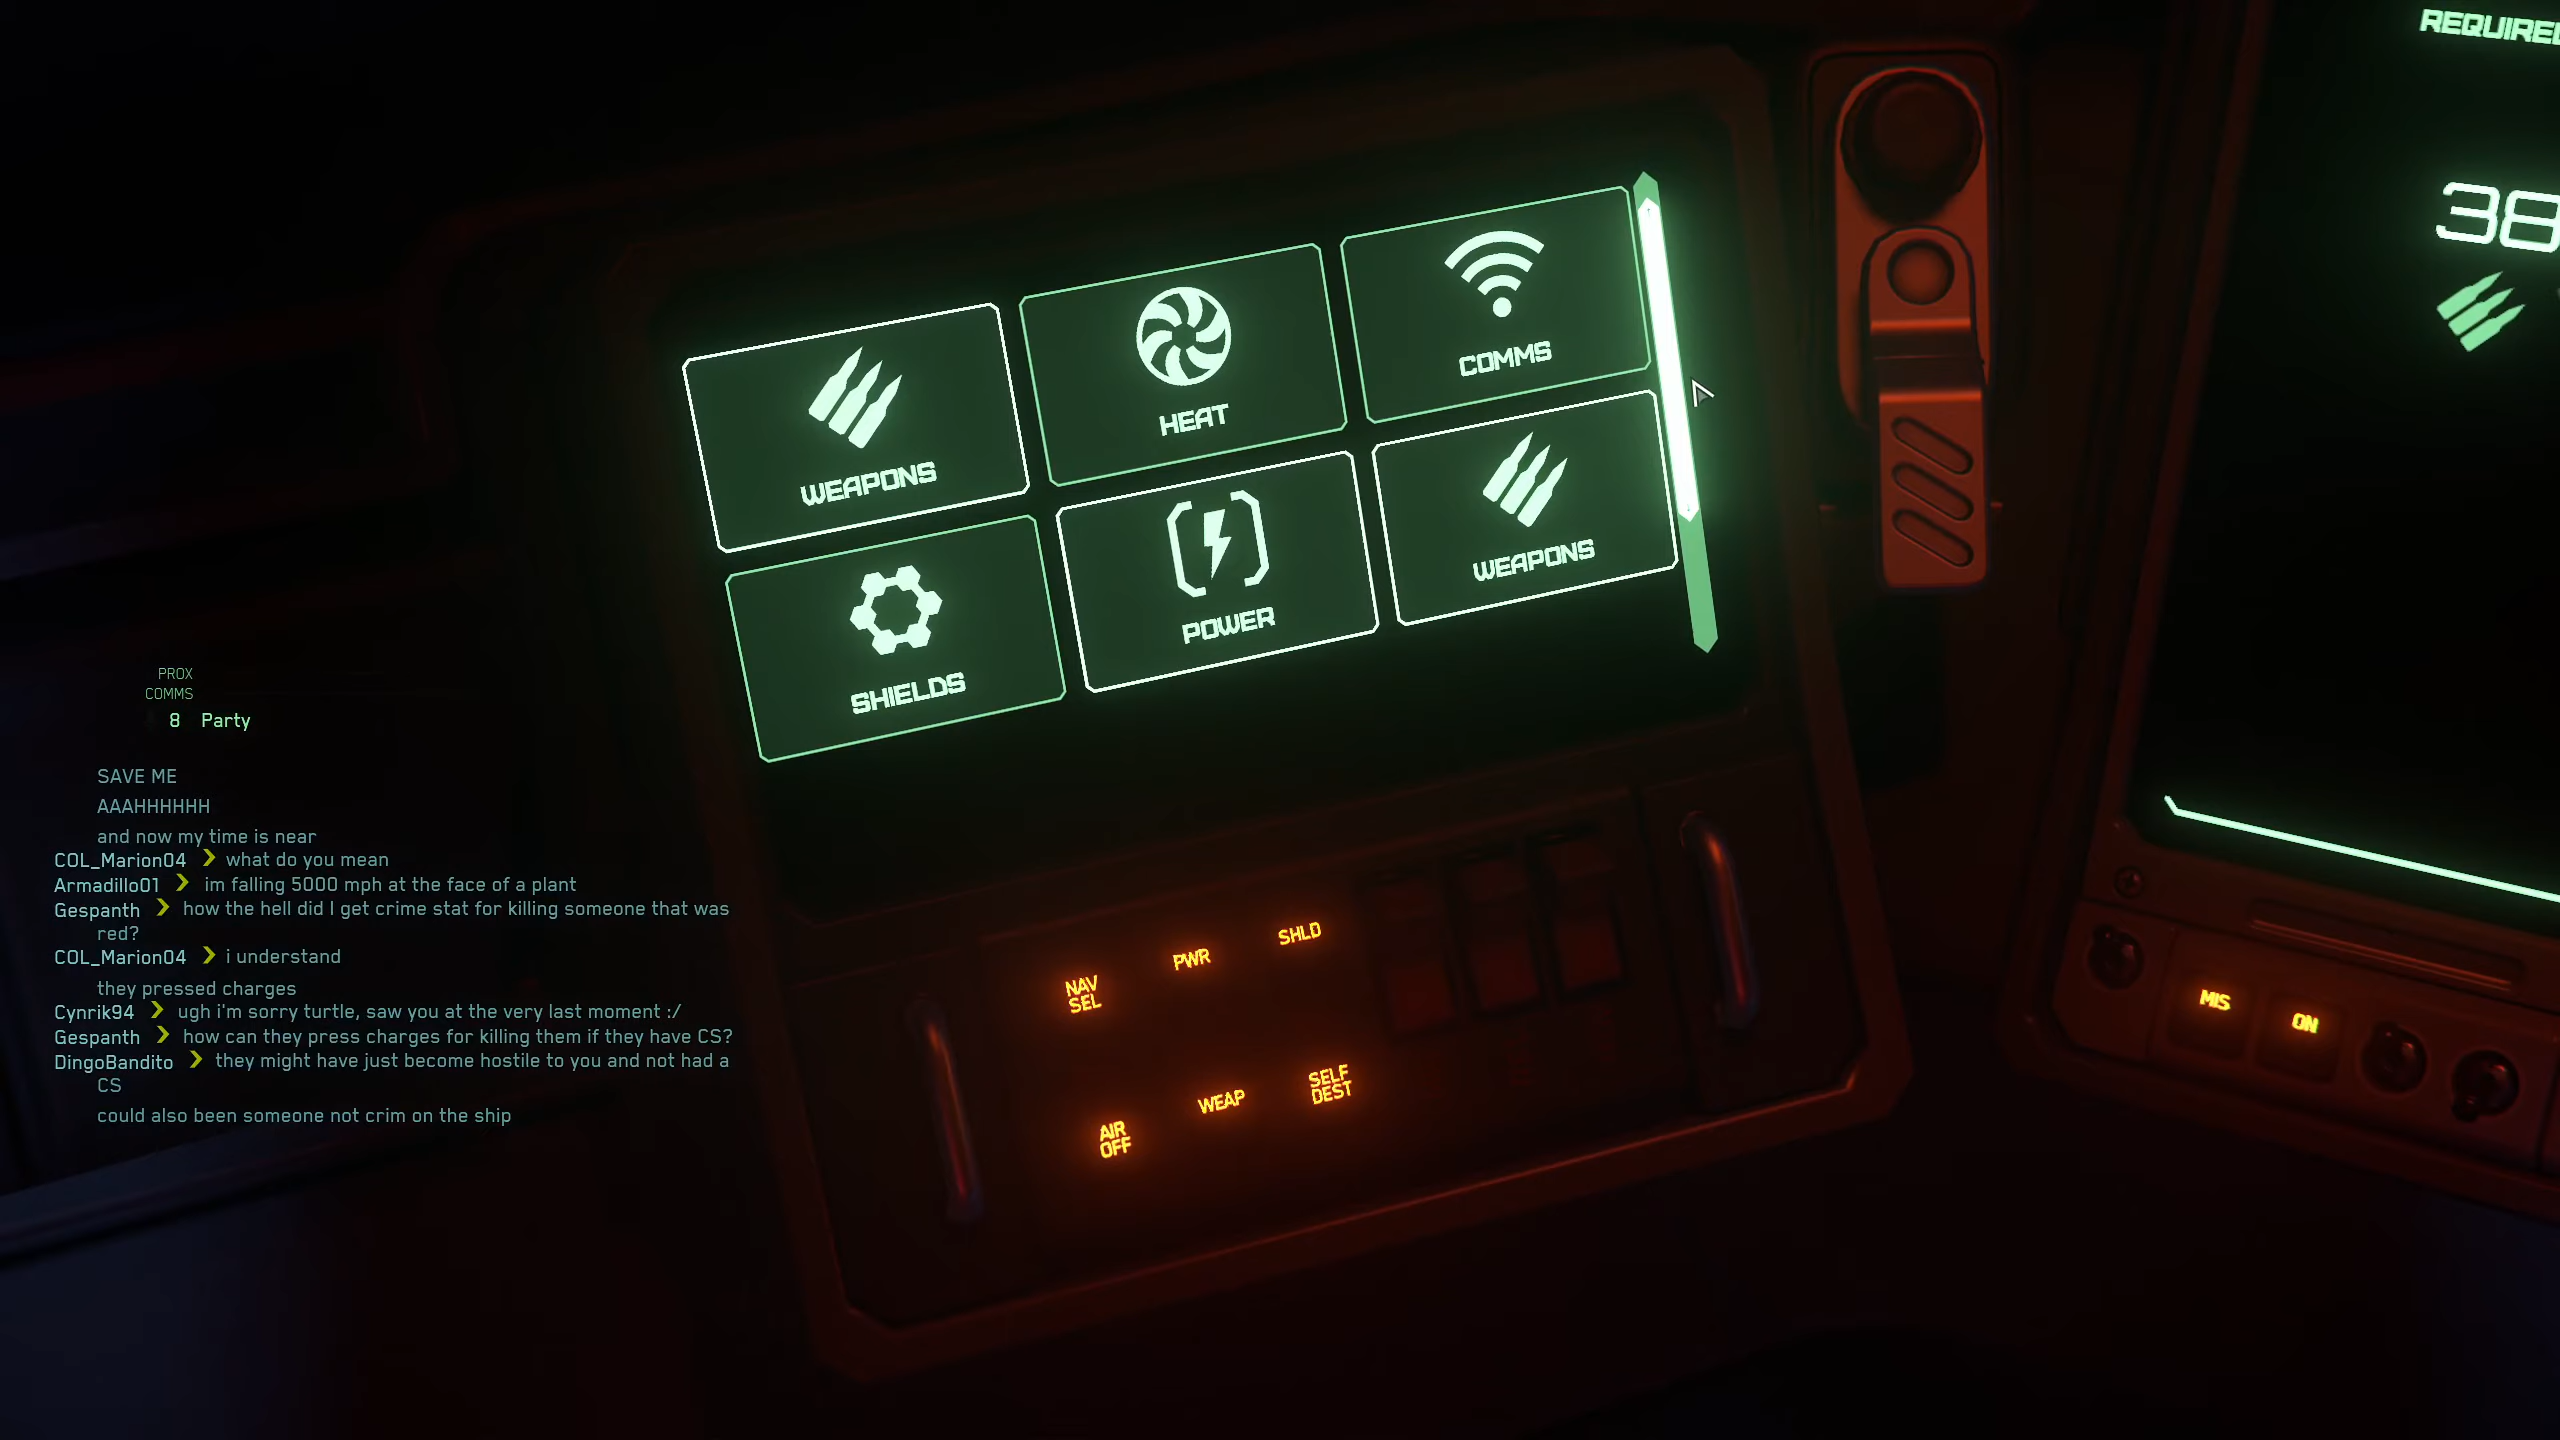 REQUIRED
38
WEAPONS
HEAT
COMMS
SHIELDS
POWER
WEAPONS
PROX
COMMS
8 Party
SAVE ME
AAAHHHHHH
and now my time is near
COL_Marion04 > what do you mean
Armadillo01 > im falling 5000 mph at the face of a plant
Gespanth > how the hell did I get crime stat for killing someone that was
red?
COL_Marion04 > i understand
they pressed charges
Cynrik94 > ugh i'm sorry turtle, saw you at the very last moment :/
Gespanth > how can they press charges for killing them if they have CS?
DingoBandito > they might have just become hostile to you and not had a
CS
could also been someone not crim on the ship
NAV
SEL
PWR
SHLD
AIR
OFF
WEAP
SELF
DEST
MIS
ON